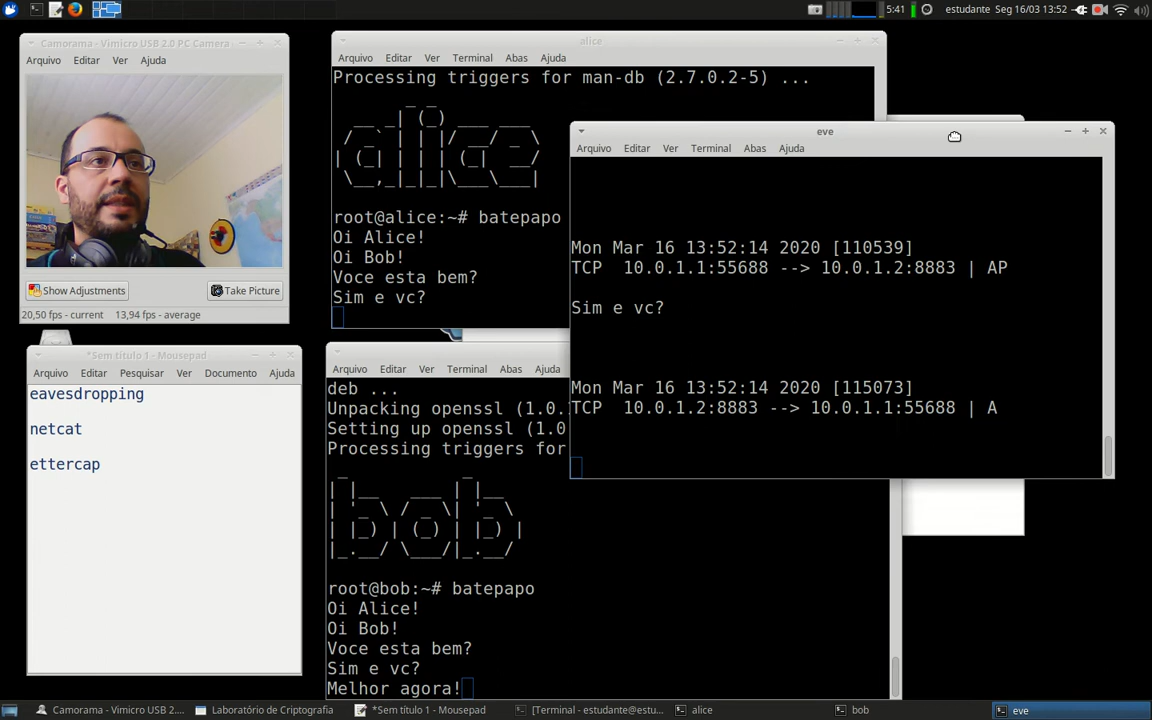 5:41
estudante Seg 16/03 13:52
Camorama - Vimicro USB 2.0 PC Camera
Arquivo Editar Ver Ajuda
Show Adjustments Take Picture
20,50 fps - current 13,94 fps - average
*Sem título 1 - Mousepad
Arquivo Editar Pesquisar Ver Documento Ajuda
eavesdropping
netcat
ettercap
alice
Arquivo Editar Ver Terminal Abas Ajuda
Processing triggers for man-db (2.7.0.2-5) ...
alice
root@alice:~# batepapo
Oi Alice!
Oi Bob!
Voce esta bem?
Sim e vc?
eve
Arquivo Editar Ver Terminal Abas Ajuda
Mon Mar 16 13:52:14 2020 [110539]
TCP 10.0.1.1:55688 --> 10.0.1.2:8883 | AP
Sim e vc?
Mon Mar 16 13:52:14 2020 [115073]
TCP 10.0.1.2:8883 --> 10.0.1.1:55688 | A
Arquivo Editar Ver Terminal Abas Ajuda
deb ...
Unpacking openssl (1.0.
Setting up openssl (1.0
Processing triggers for
bob
root@bob:~# batepapo
Oi Alice!
Oi Bob!
Voce esta bem?
Sim e vc?
Melhor agora!
Camorama - Vimicro USB 2.... Laboratório de Criptografia *Sem título 1 - Mousepad [Terminal - estudante@estu... alice bob eve